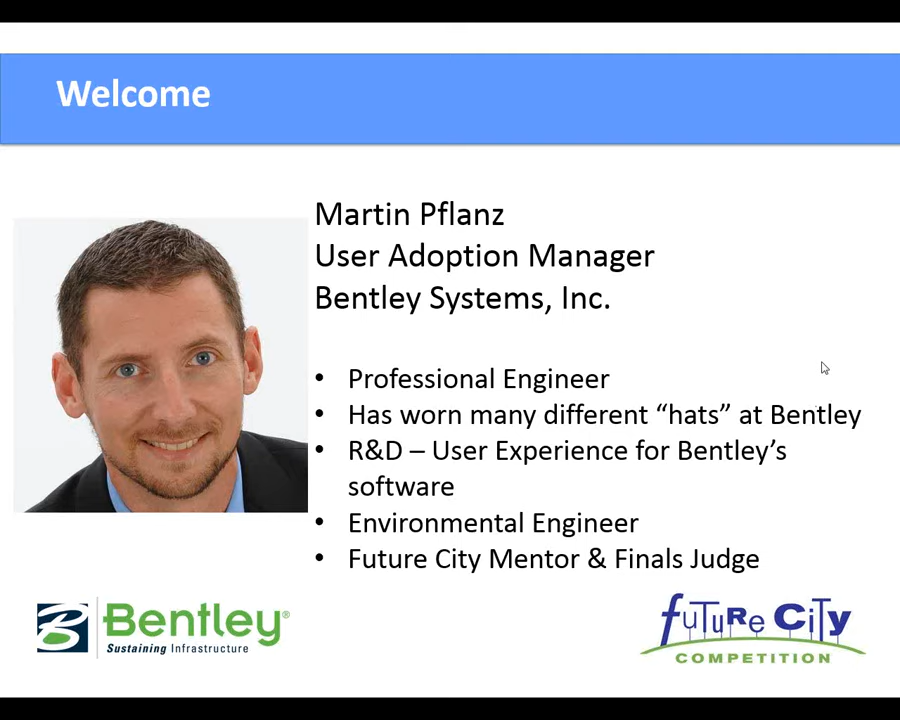 Welcome
Martin Pflanz
User Adoption Manager
Bentley Systems, Inc.
• Professional Engineer
• Has worn many different “hats” at Bentley
• R&D – User Experience for Bentley’s
software
• Environmental Engineer
• Future City Mentor & Finals Judge
Bentley®
Sustaining Infrastructure
FuTuRe CiTy
COMPETITION